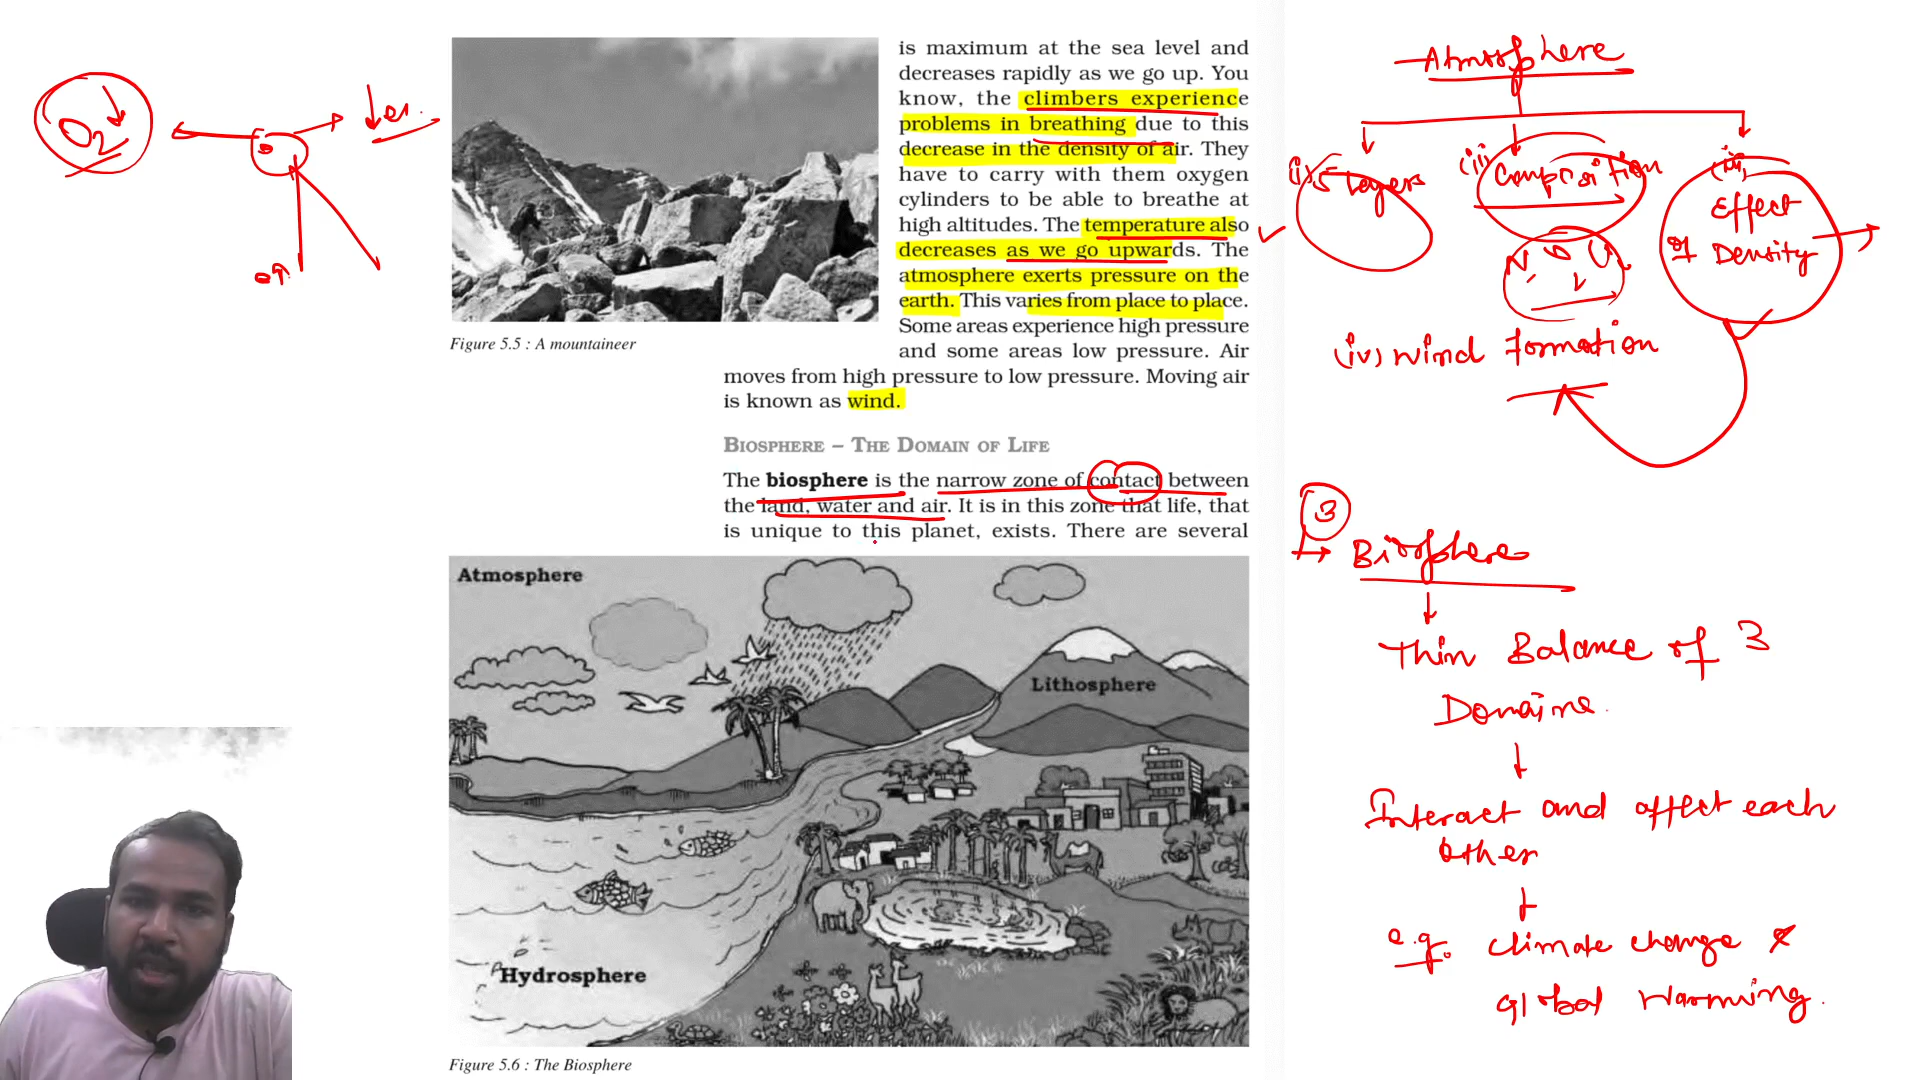 is maximum at the sea level and
decreases rapidly as we go up. You
know, the climbers experience
problems in breathing due to this
decrease in the density of air. They
have to carry with them oxygen
cylinders to be able to breathe at
high altitudes. The temperature also
decreases as we go upwards. The
atmosphere exerts pressure on the
earth. This varies from place to place.
Some areas experience high pressure
and some areas low pressure. Air
moves from high pressure to low pressure. Moving air
is known as wind.
Figure 5.5 : A mountaineer
BIOSPHERE – THE DOMAIN OF LIFE
The biosphere is the narrow zone of contact between
the land, water and air. It is in this zone that life, that
is unique to this planet, exists. There are several
Atmosphere
Lithosphere
Hydrosphere
Figure 5.6 : The Biosphere
O2
Atmosphere
5 layers
(ii) Composition
(iii)
Effect
of Density
(iv) Wind Formation
3
Biosphere
Thin Balance of 3
Domains.
Interact and affect each
other
e.g. Climate change &
Global Warming.